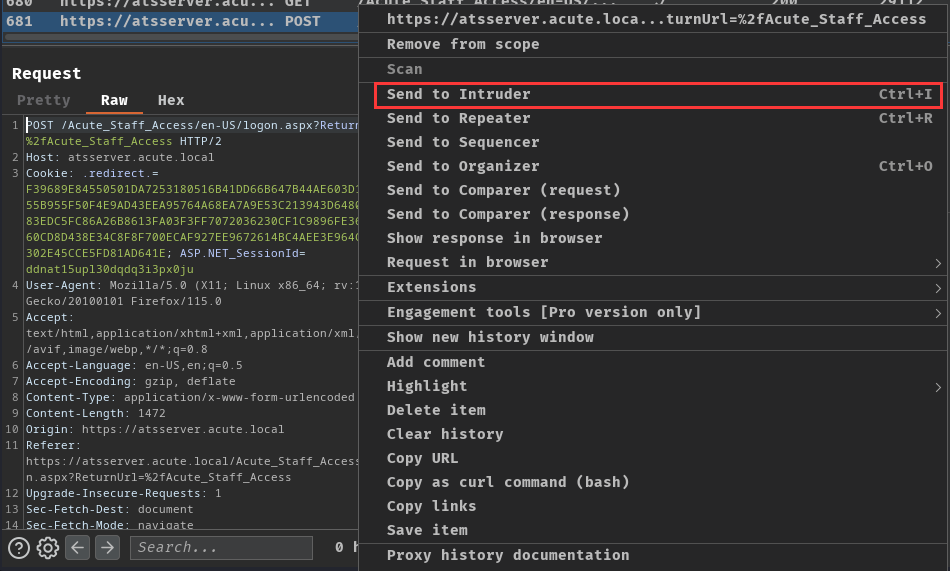 680 https://atsserver.acu... GET /Acute_Staff_Access/en-US/... 200 29112
681 https://atsserver.acu... POST
Request
Pretty Raw Hex
1 POST /Acute_Staff_Access/en-US/logon.aspx?Return
%2fAcute_Staff_Access HTTP/2
2 Host: atsserver.acute.local
3 Cookie: .redirect.=
F39689E84550501DA7253180516B41DD66B647B44AE603D1
55B955F50F4E9AD43EEA95764A68EA7A9E53C213943D6480
83EDC5FC86A26B8613FA03F3FF7072036230CF1C9896FE36
60CD8D438E34C8F8F700ECAF927EE9672614BC4AEE3E964C
302E45CCE5FD81AD641E; ASP.NET_SessionId=
ddnat15upl30dqdq3i3px0ju
4 User-Agent: Mozilla/5.0 (X11; Linux x86_64; rv:1
Gecko/20100101 Firefox/115.0
5 Accept:
text/html,application/xhtml+xml,application/xml,
/avif,image/webp,*/*;q=0.8
6 Accept-Language: en-US,en;q=0.5
7 Accept-Encoding: gzip, deflate
8 Content-Type: application/x-www-form-urlencoded
9 Content-Length: 1472
10 Origin: https://atsserver.acute.local
11 Referer:
https://atsserver.acute.local/Acute_Staff_Access
n.aspx?ReturnUrl=%2fAcute_Staff_Access
12 Upgrade-Insecure-Requests: 1
13 Sec-Fetch-Dest: document
14 Sec-Fetch-Mode: navigate
Search...
0 h
https://atsserver.acute.loca...turnUrl=%2fAcute_Staff_Access
Remove from scope
Scan
Send to Intruder Ctrl+I
Send to Repeater Ctrl+R
Send to Sequencer
Send to Organizer Ctrl+O
Send to Comparer (request)
Send to Comparer (response)
Show response in browser
Request in browser
Extensions
Engagement tools [Pro version only]
Show new history window
Add comment
Highlight
Delete item
Clear history
Copy URL
Copy as curl command (bash)
Copy links
Save item
Proxy history documentation